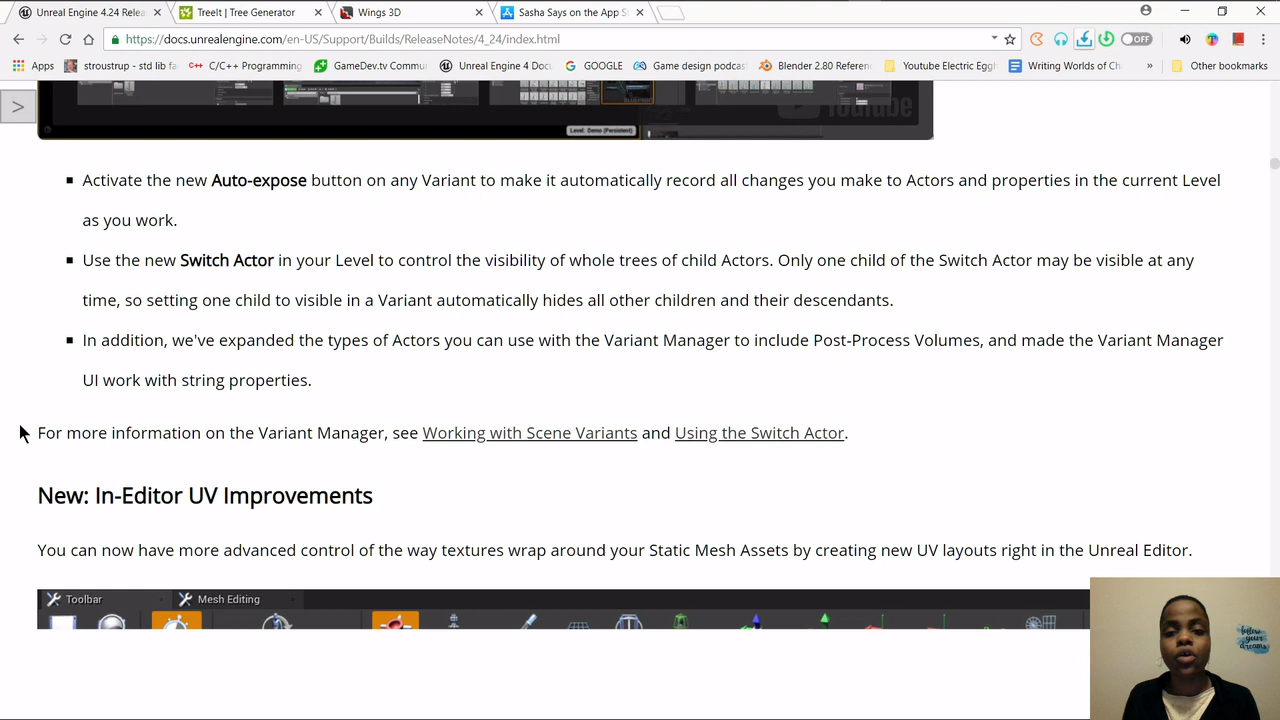 Unreal Engine 4.24 Relea
TreeIt | Tree Generator
Wings 3D
Sasha Says on the App S
https://docs.unrealengine.com/en-US/Support/Builds/ReleaseNotes/4_24/index.html
OFF
Apps
stroustrup - std lib fa
C++ C/C++ Programming
GameDev.tv Commu
Unreal Engine 4 Docu
GOOGLE
Game design podcas
Blender 2.80 Referen
Youtube Electric Eggh
Writing Worlds of Ch
»
Other bookmarks
>
YouTube
Level: Demo (Persistent)
▪ Activate the new Auto-expose button on any Variant to make it automatically record all changes you make to Actors and properties in the current Level
as you work.
▪ Use the new Switch Actor in your Level to control the visibility of whole trees of child Actors. Only one child of the Switch Actor may be visible at any
time, so setting one child to visible in a Variant automatically hides all other children and their descendants.
▪ In addition, we've expanded the types of Actors you can use with the Variant Manager to include Post-Process Volumes, and made the Variant Manager
UI work with string properties.
For more information on the Variant Manager, see Working with Scene Variants and Using the Switch Actor.
New: In-Editor UV Improvements
You can now have more advanced control of the way textures wrap around your Static Mesh Assets by creating new UV layouts right in the Unreal Editor.
Toolbar
Mesh Editing
follow
your
dreams